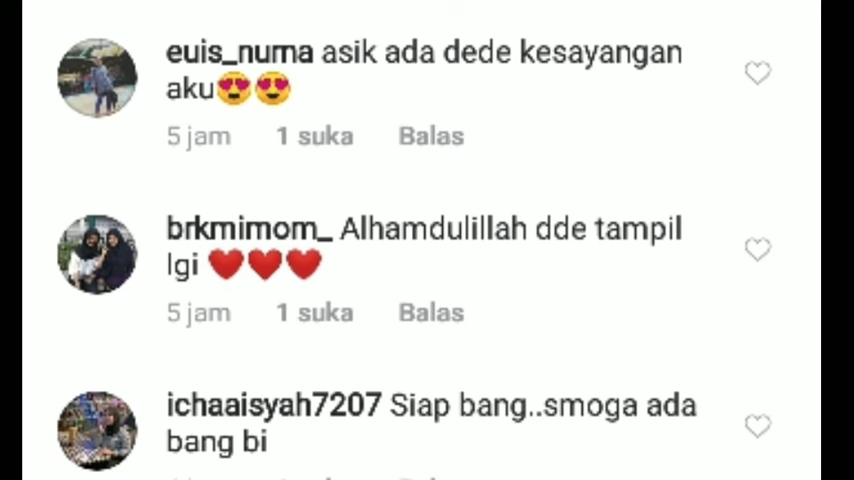 euis_nurna asik ada dede kesayangan
aku😍😍
5 jam 1 suka Balas
brkmimom_ Alhamdulillah dde tampil
lgi ❤️❤️❤️
5 jam 1 suka Balas
ichaaisyah7207 Siap bang..smoga ada
bang bi